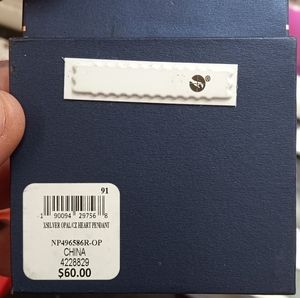 ®
91
1 90094 29756 8
XSILVER OPAL/CZ HEART PENDANT
NP496586R-OP
CHINA
4228829
$60.00